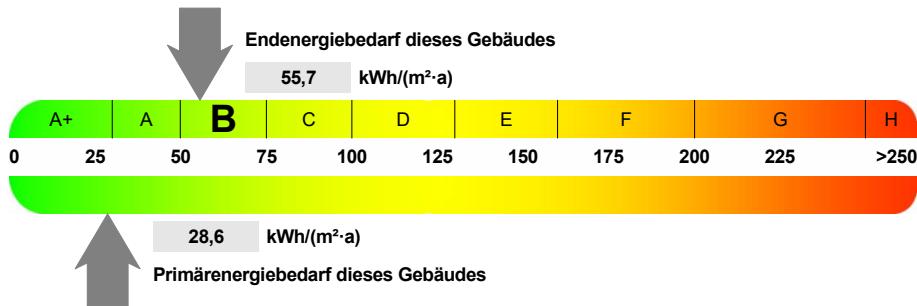 Endenergiebedarf dieses Gebäudes
55,7 kWh/(m²·a)
A+ A B C D E F G H
0 25 50 75 100 125 150 175 200 225 >250
28,6 kWh/(m²·a)
Primärenergiebedarf dieses Gebäudes